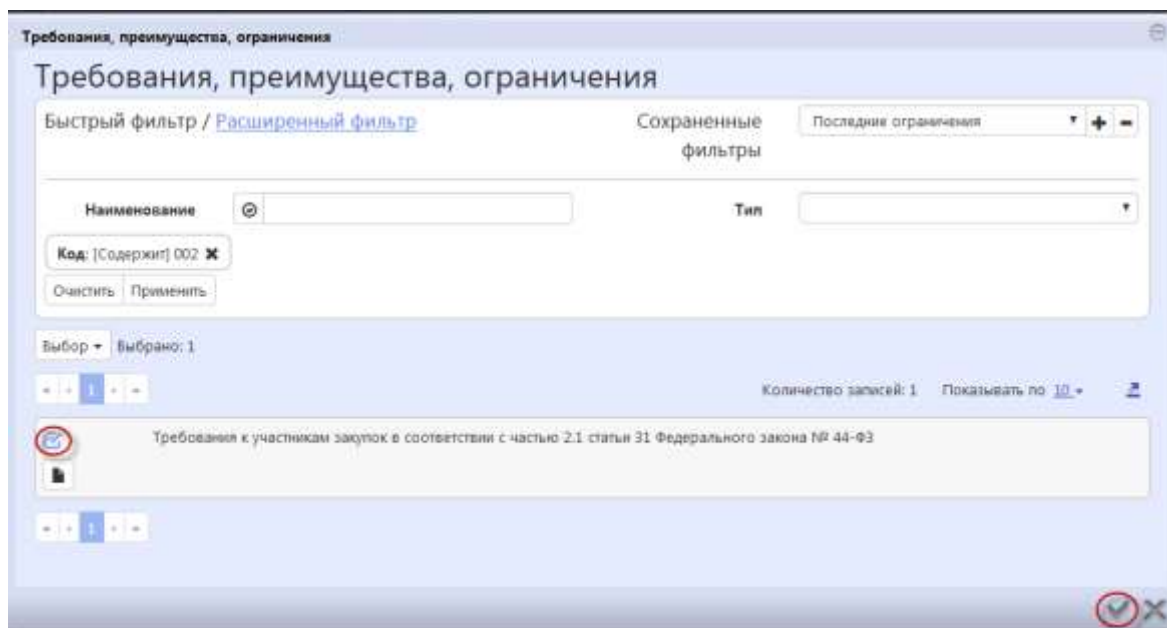 Требования, преимущества, ограничения
Требования, преимущества, ограничения
Быстрый фильтр / Расширенный фильтр
Сохраненные фильтры
Последние ограничения
Наименование
Тип
Код: [Содержит] 002 ✖
Очистить Применить
Выбор Выбрано: 1
« ‹ 1 › »
Количество записей: 1 Показывать по 10
Требования к участникам закупок в соответствии с частью 2.1 статьи 31 Федерального закона № 44-ФЗ
« ‹ 1 › »